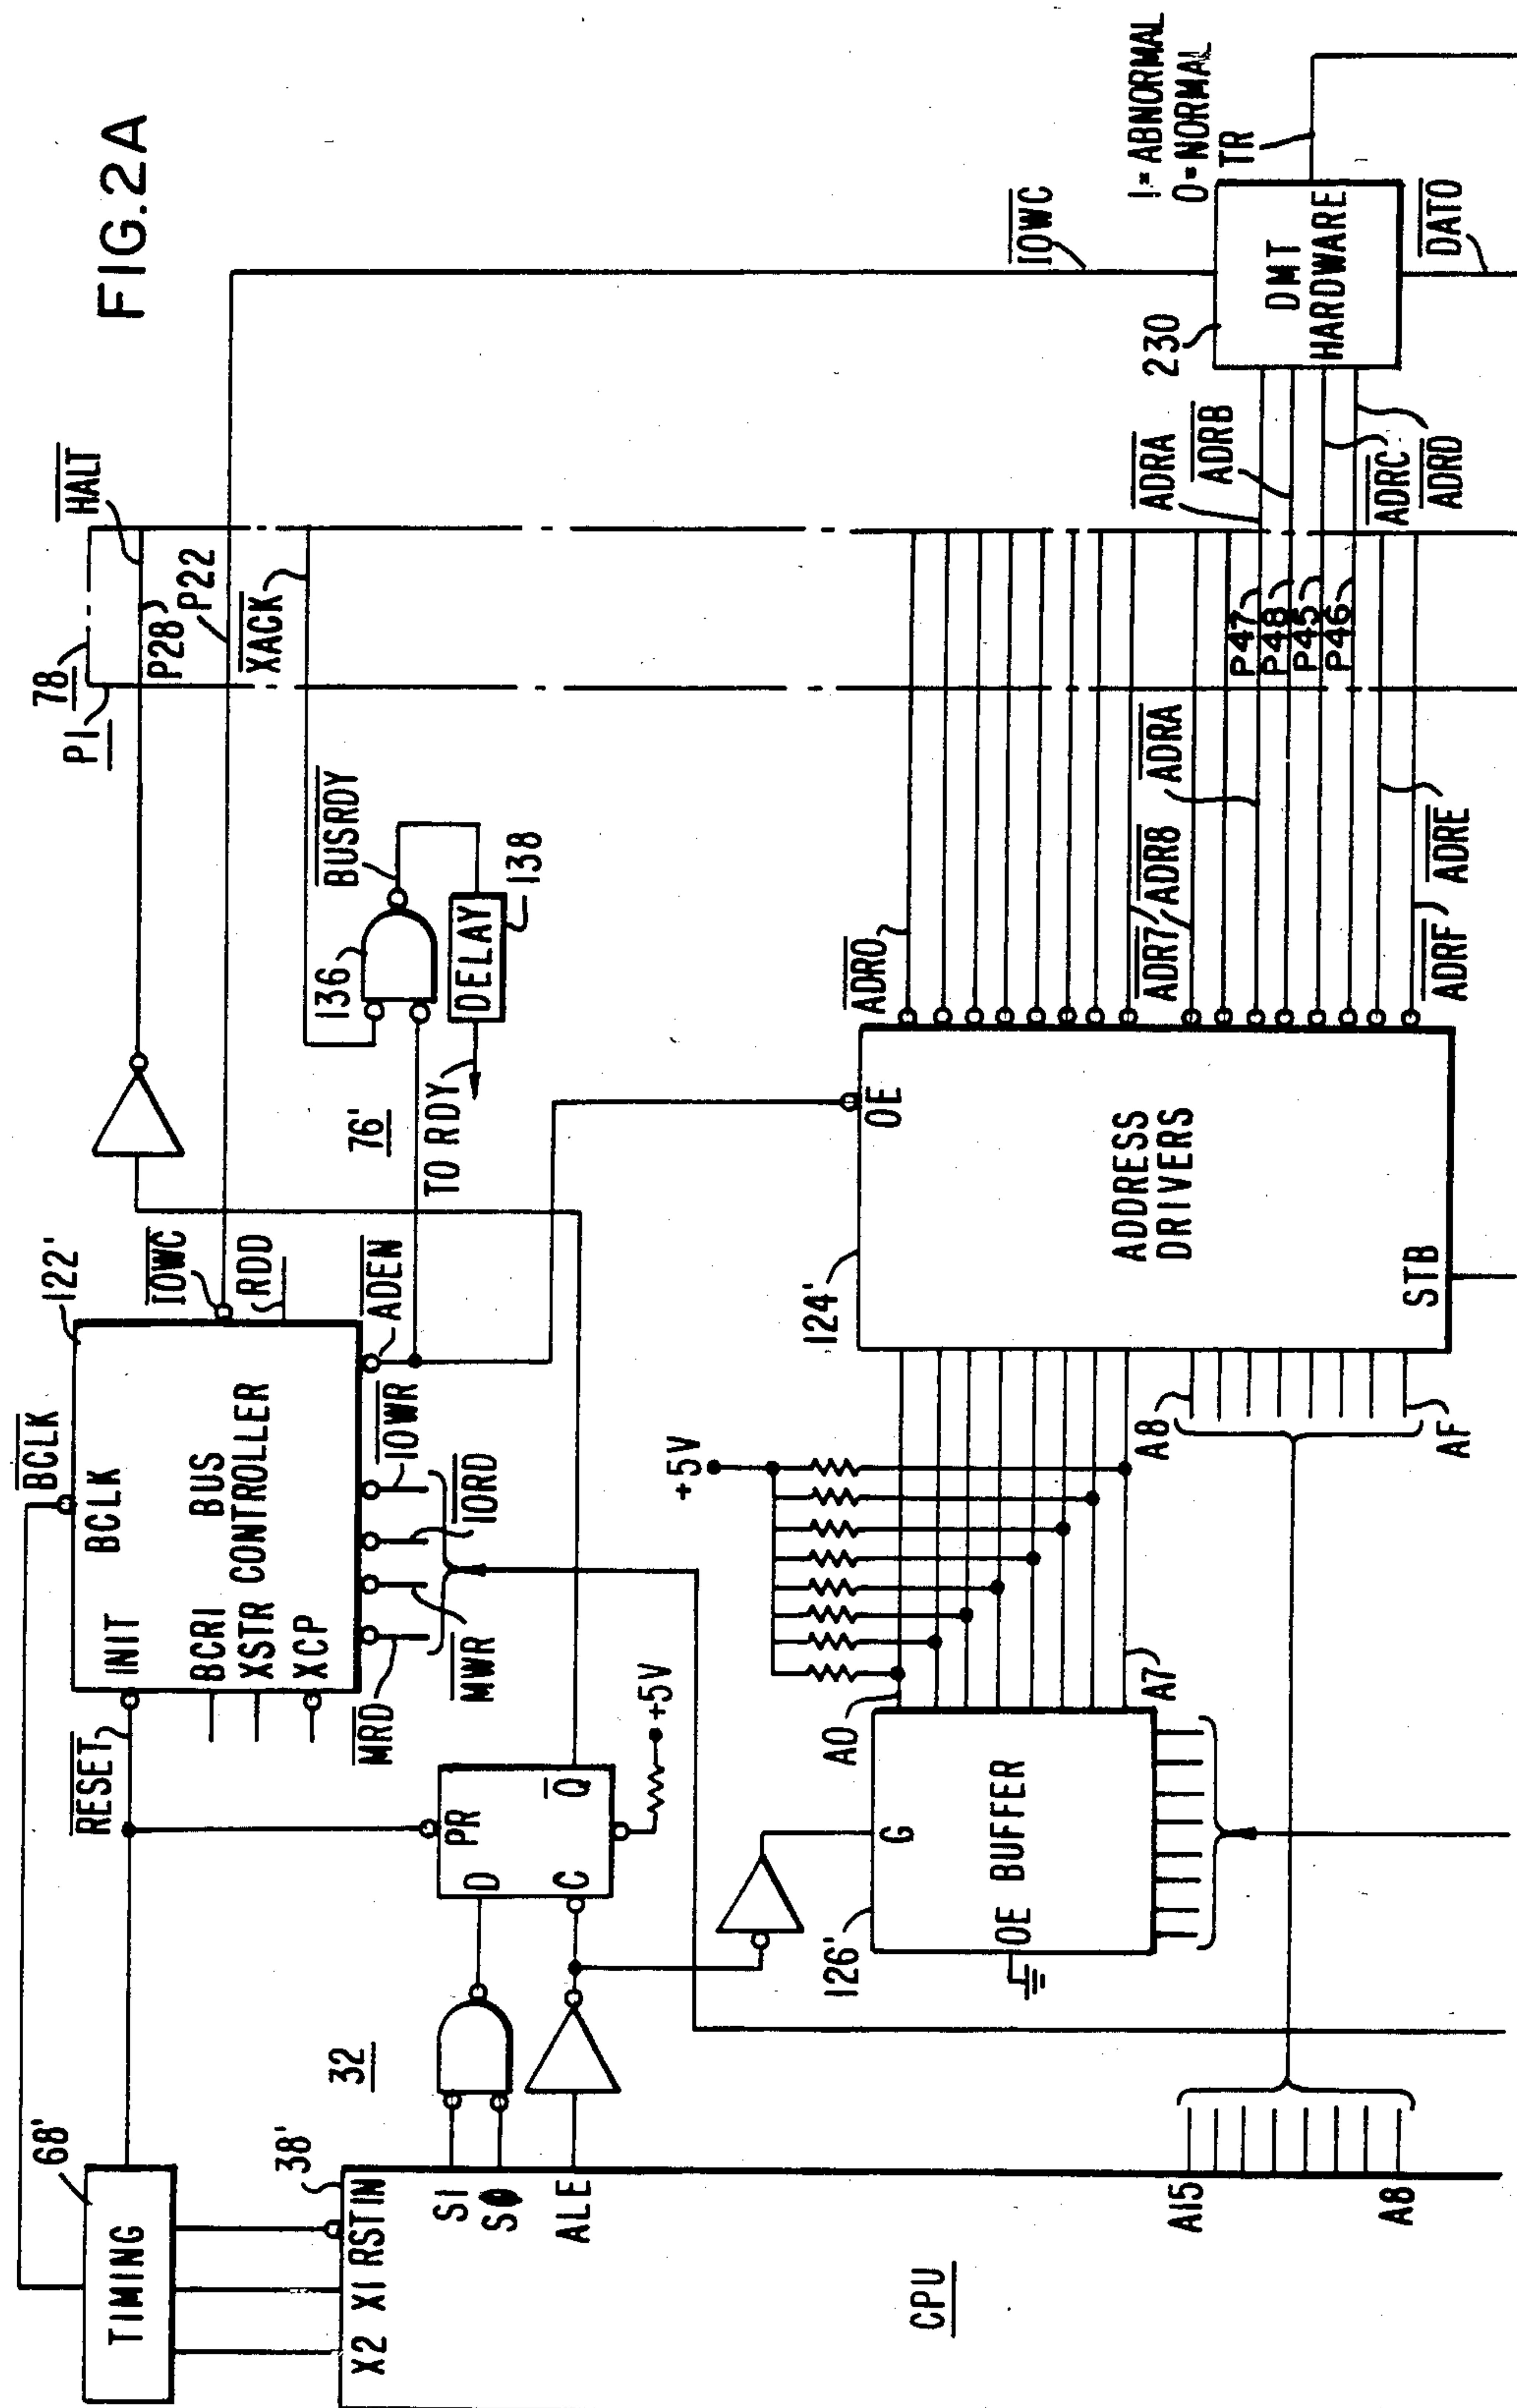 FIG.2A
68'
TIMING
X2 X1 RSTIN
38'
32
S1
S0
ALE
CPU
A15
A8
RESET
BCLK
122'
INIT
BCLK
BCRI
XSTR
XCP
BUS
CONTROLLER
IOWC
RDD
ADEN
MRD
MWR
IORD
IOWR
PR
D
C
Q
+5V
G
OE
BUFFER
126'
A0
A7
+5V
A8
AF
124'
OE
ADDRESS
DRIVERS
STB
76'
TO RDY
136
BUSRDY
DELAY
138
P1
78
HALT
P28
P22
XACK
ADR0
ADR7
ADR8
ADRA
ADRE
ADRF
P47
P48
P45
P46
ADRA
ADRB
ADRC
ADRD
IOWC
230
DMT
HARDWARE
1=ABNORMAL
0=NORMAL
TR
DAT0